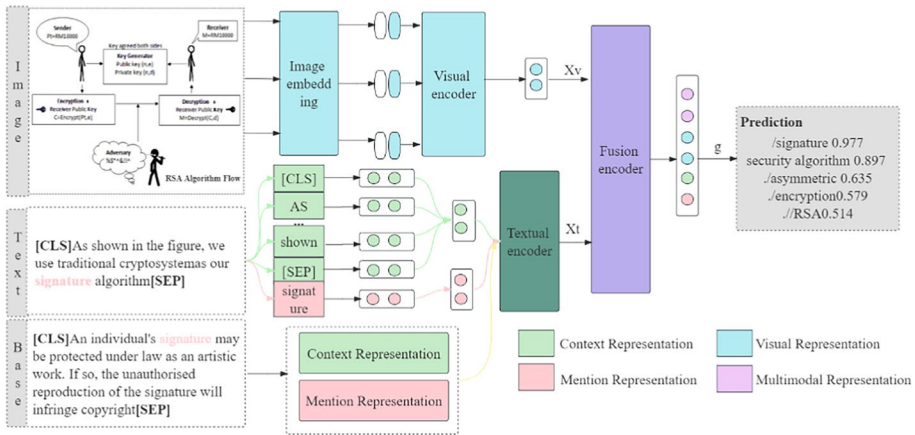 Image
Sender
Pt=RM10000
Receiver
M=RM10000
Key agreed both sides
Key Generator
Public key (n,e)
Private key (n,d)
Encryption
Receiver Public Key
C=Encrypt(Pt,e)
Decryption
Receiver Public Key
M=Decrypt(C,d)
Adversary
RSA Algorithm Flow
Image
embedd
ing
Visual
encoder
Xv
Fusion
encoder
g
Prediction
/signature 0.977
security algorithm 0.897
./asymmetric 0.635
./encryption0.579
.//RSA0.514
Text
[CLS]As shown in the figure, we
use traditional cryptosystemas our
signature algorithm[SEP]
[CLS]
AS
...
shown
[SEP]
signat
ure
Textual
encoder
Xt
Base
[CLS]An individual's signature may
be protected under law as an artistic
work. If so, the unauthorised
reproduction of the signature will
infringe copyright[SEP]
Context Representation
Mention Representation
Context Representation
Visual Representation
Mention Representation
Multimodal Representation